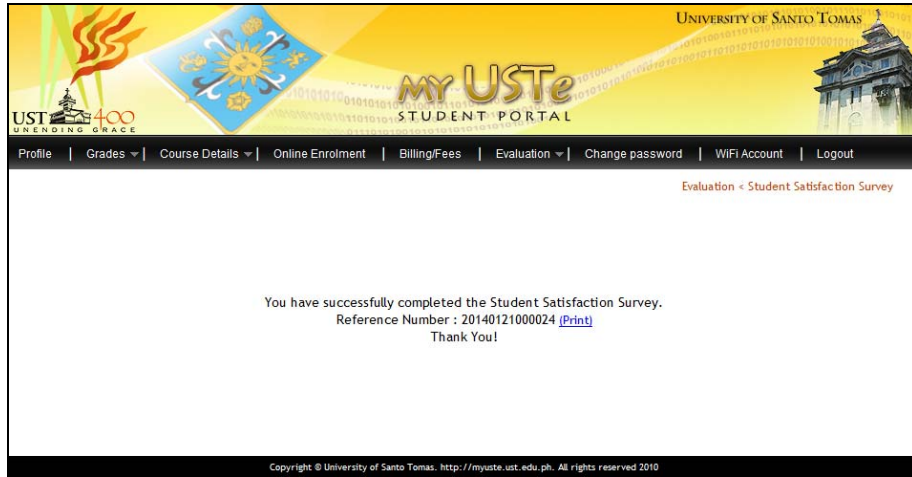 UNIVERSITY OF SANTO TOMAS
UST 400
UNENDING GRACE
MY USTe
STUDENT PORTAL
Profile | Grades | Course Details | Online Enrolment | Billing/Fees | Evaluation | Change password | WiFi Account | Logout
Evaluation < Student Satisfaction Survey
You have successfully completed the Student Satisfaction Survey.
Reference Number : 20140121000024 (Print)
Thank You!
Copyright © University of Santo Tomas. http://myuste.ust.edu.ph. All rights reserved 2010